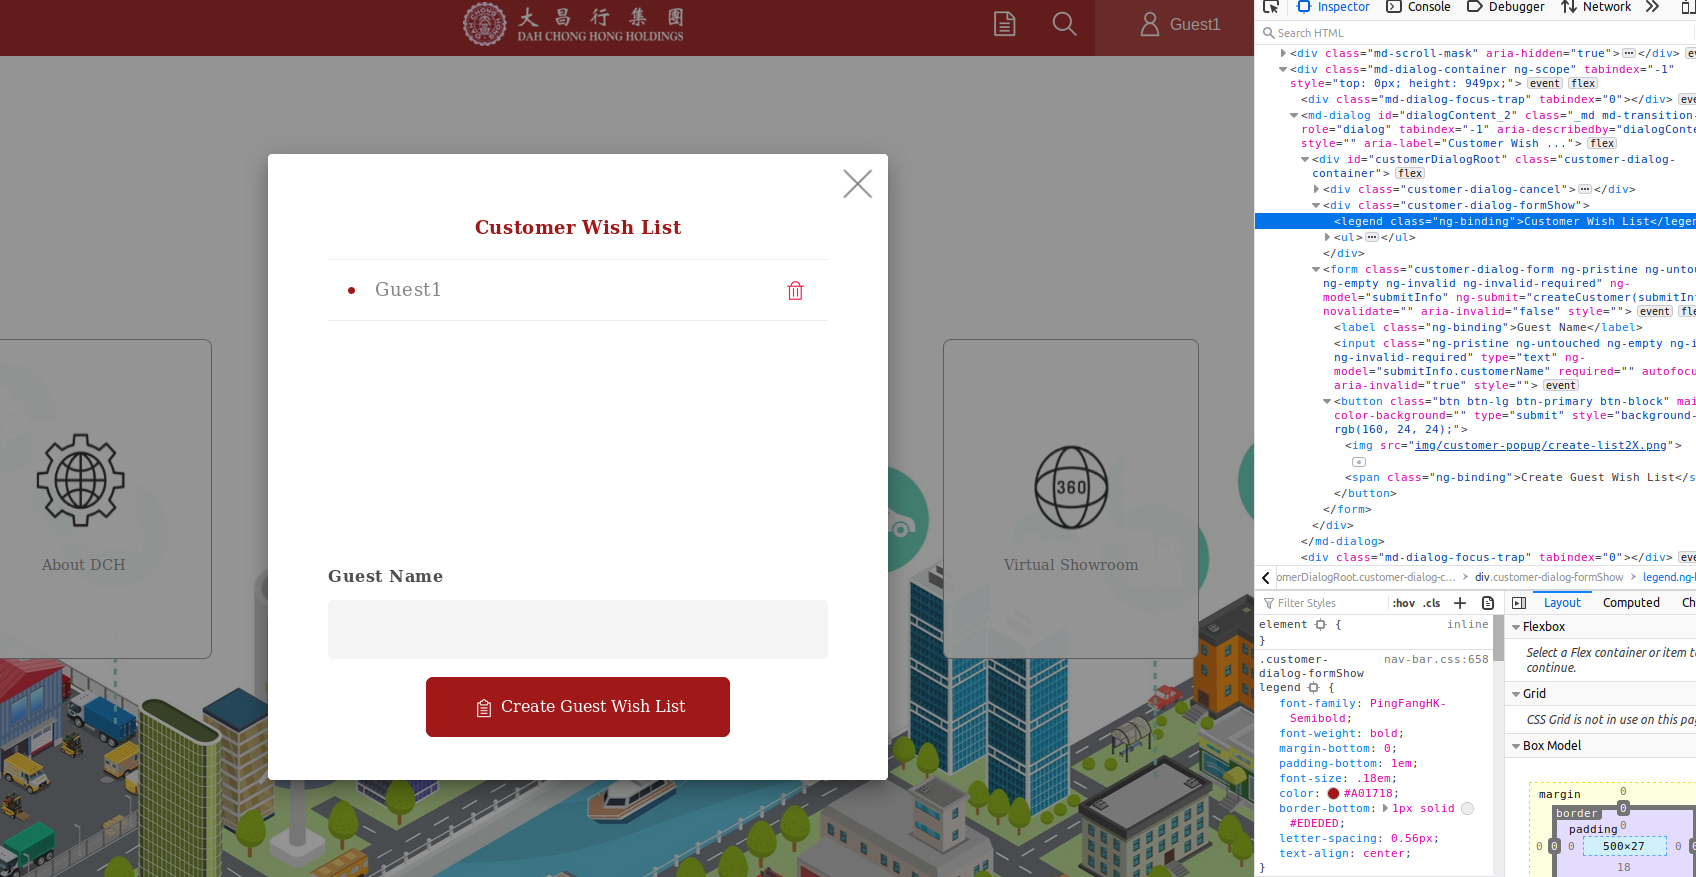 大昌行集團
DAH CHONG HONG HOLDINGS
Guest1
Customer Wish List
Guest1
Guest Name
Create Guest Wish List
About DCH
360
Virtual Showroom
Inspector Console Debugger Network
Search HTML
<div class="md-scroll-mask" aria-hidden="true"></div>
<div class="md-dialog-container ng-scope" tabindex="-1"
style="top: 0px; height: 949px;"> event flex
<div class="md-dialog-focus-trap" tabindex="0"></div>
<md-dialog id="dialogContent_2" class="_md md-transition-
role="dialog" tabindex="-1" aria-describedby="dialogConte
style="" aria-label="Customer Wish ..."> flex
<div id="customerDialogRoot" class="customer-dialog-
container"> flex
<div class="customer-dialog-cancel"></div>
<div class="customer-dialog-formShow">
<legend class="ng-binding">Customer Wish List</legen
<ul></ul>
</div>
<form class="customer-dialog-form ng-pristine ng-untou
ng-empty ng-invalid ng-invalid-required" ng-
model="submitInfo" ng-submit="createCustomer(submitInf
novalidate="" aria-invalid="false" style=""> event fle
<label class="ng-binding">Guest Name</label>
<input class="ng-pristine ng-untouched ng-empty ng-i
ng-invalid-required" type="text" ng-
model="submitInfo.customerName" required="" autofocu
aria-invalid="true" style=""> event
<button class="btn btn-lg btn-primary btn-block" mai
color-background="" type="submit" style="background-
rgb(160, 24, 24);">
<img src="img/customer-popup/create-list2X.png">
<span class="ng-binding">Create Guest Wish List</s
</button>
</form>
</div>
</md-dialog>
<div class="md-dialog-focus-trap" tabindex="0"></div>
omerDialogRoot.customer-dialog-c... > div.customer-dialog-formShow > legend.ng-
Filter Styles :hov .cls
element { inline
}
.customer- nav-bar.css:658
dialog-formShow
legend {
font-family: PingFangHK-
Semibold;
font-weight: bold;
margin-bottom: 0;
padding-bottom: 1em;
font-size: .18em;
color: #A01718;
border-bottom: 1px solid
#EDEDED;
letter-spacing: 0.56px;
text-align: center;
}
Layout Computed Ch
Flexbox
Select a Flex container or item to
continue.
Grid
CSS Grid is not in use on this pag
Box Model
margin 0
border 0
padding 0
0 0 0 500×27 0 0
18